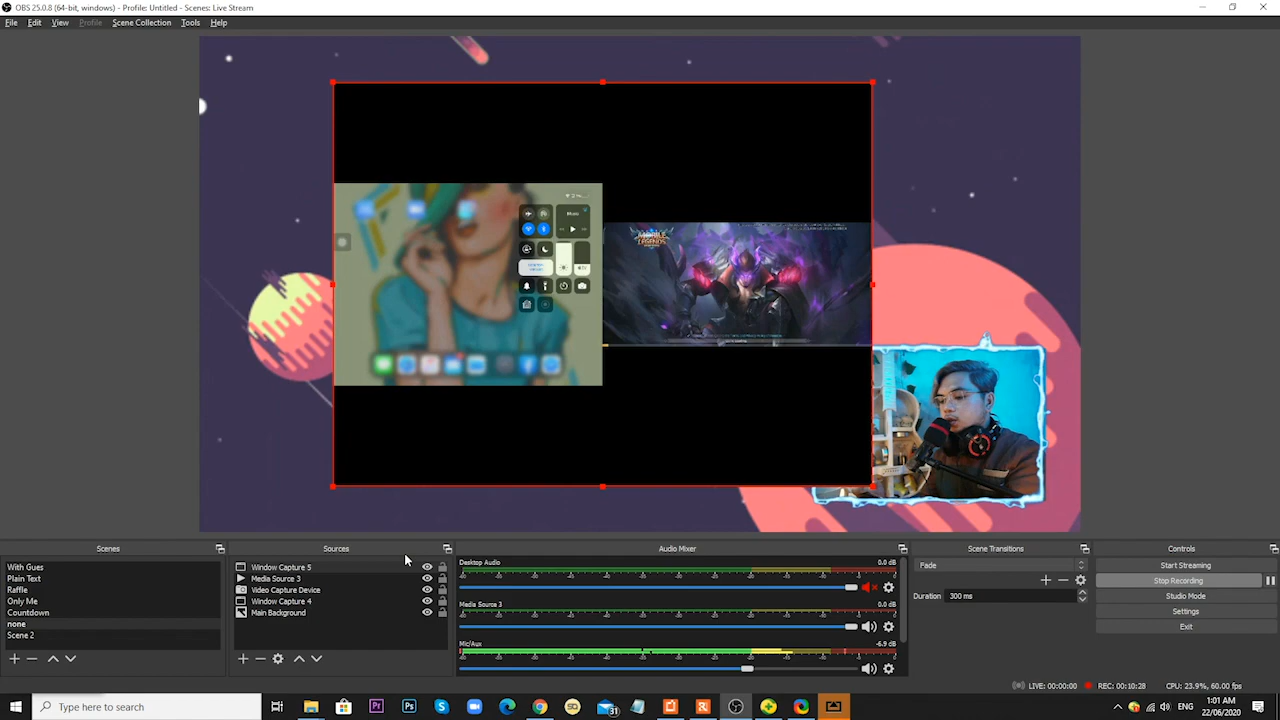 OBS 25.0.8 (64-bit, windows) - Profile: Untitled - Scenes: Live Stream
File Edit View Profile Scene Collection Tools Help
Music
MOBILE
LEGENDS
Scenes
With Gues
Plain Text
Raffle
Only Me
Countdown
none
Scene 2
Sources
Window Capture 5
Media Source 3
Video Capture Device
Window Capture 4
Main Background
Audio Mixer
Desktop Audio 0.0 dB
Media Source 3 0.0 dB
Mic/Aux -6.9 dB
Scene Transitions
Fade
Duration 300 ms
Controls
Start Streaming
Stop Recording
Studio Mode
Settings
Exit
LIVE: 00:00:00 REC: 00:10:28 CPU: 23.9%, 60.00 fps
Type here to search
31
ENG
1:01 AM
22/06/2020